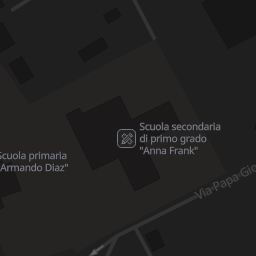 Scuola secondaria
di primo grado
"Anna Frank"
Scuola primaria
"Armando Diaz"
Via Papa Gio